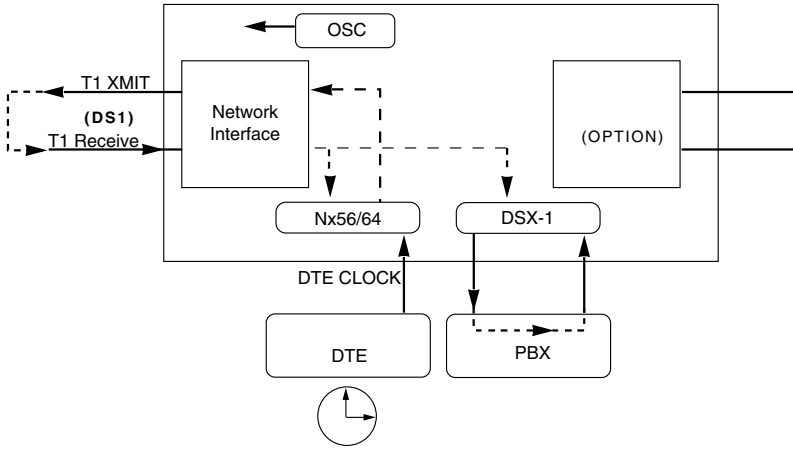 OSC
T1 XMIT
(DS1)
T1 Receive
Network
Interface
(OPTION)
Nx56/64
DSX-1
DTE CLOCK
DTE
PBX